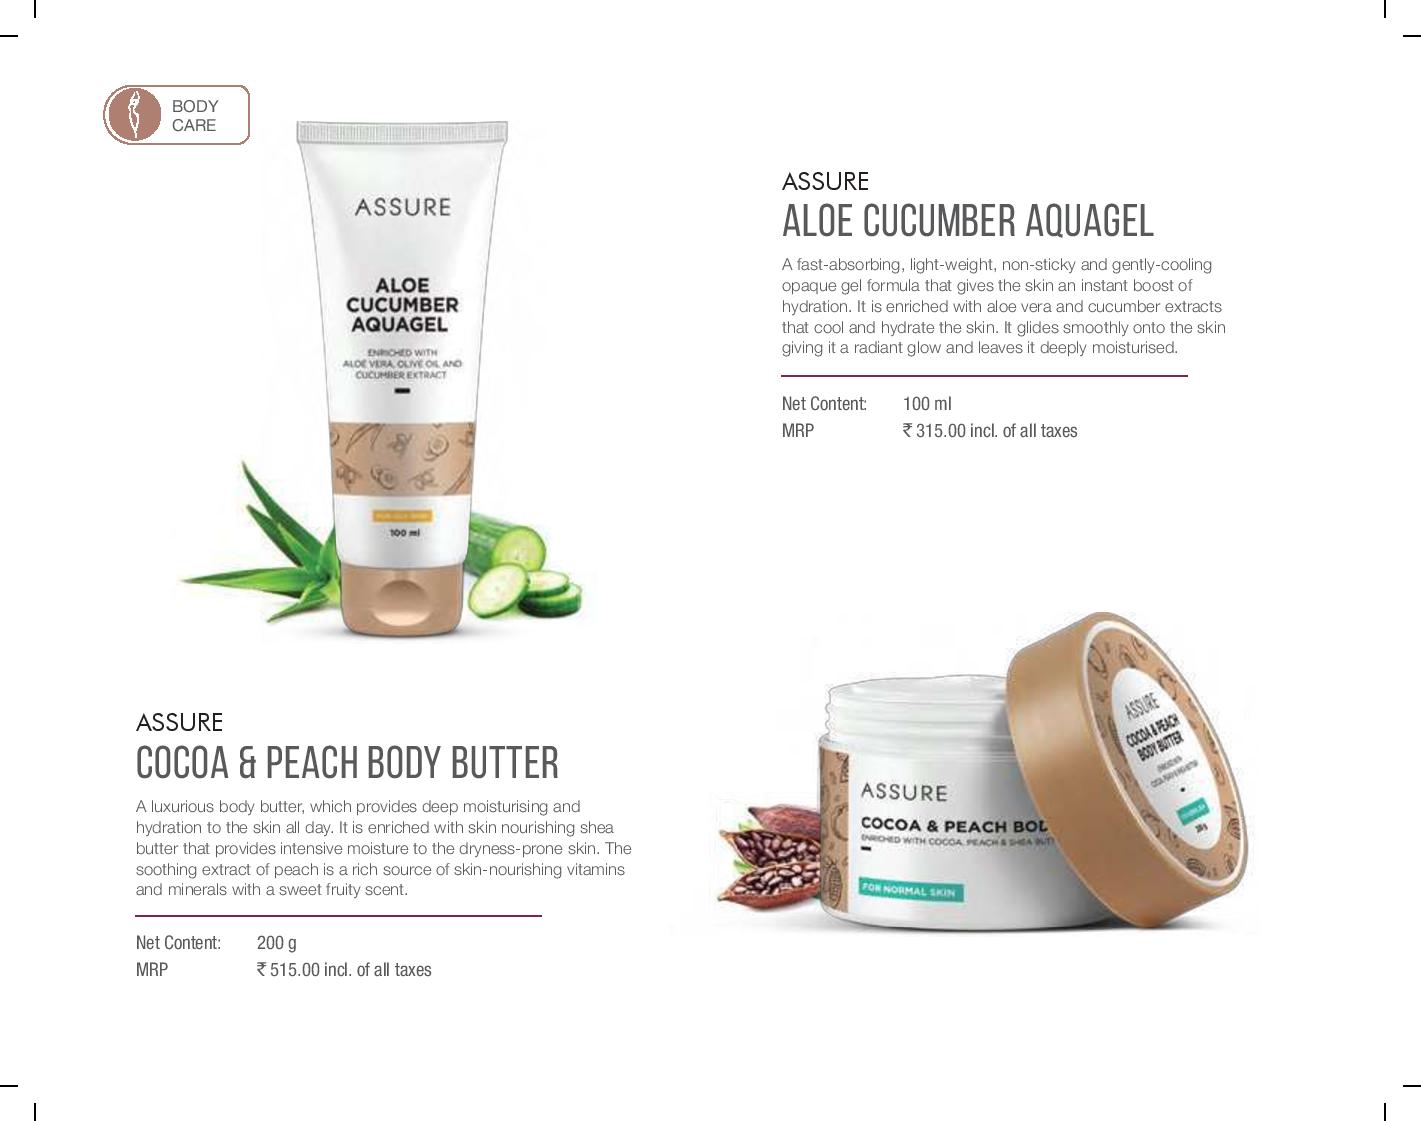 BODY
CARE
ASSURE
ALOE
CUCUMBER
AQUAGEL
ENRICHED WITH
ALOE VERA, OLIVE OIL AND
CUCUMBER EXTRACT
100 ml
ASSURE
ALOE CUCUMBER AQUAGEL
A fast-absorbing, light-weight, non-sticky and gently-cooling
opaque gel formula that gives the skin an instant boost of
hydration. It is enriched with aloe vera and cucumber extracts
that cool and hydrate the skin. It glides smoothly onto the skin
giving it a radiant glow and leaves it deeply moisturised.
Net Content: 100 ml
MRP ₹ 315.00 incl. of all taxes
ASSURE
COCOA & PEACH BODY BUTTER
A luxurious body butter, which provides deep moisturising and
hydration to the skin all day. It is enriched with skin nourishing shea
butter that provides intensive moisture to the dryness-prone skin. The
soothing extract of peach is a rich source of skin-nourishing vitamins
and minerals with a sweet fruity scent.
Net Content: 200 g
MRP ₹ 515.00 incl. of all taxes
ASSURE
COCOA & PEACH BOD
ENRICHED WITH COCOA, PEACH & SHEA BUT
FOR NORMAL SKIN
ASSURE
COCOA & PEACH
BODY BUTTER